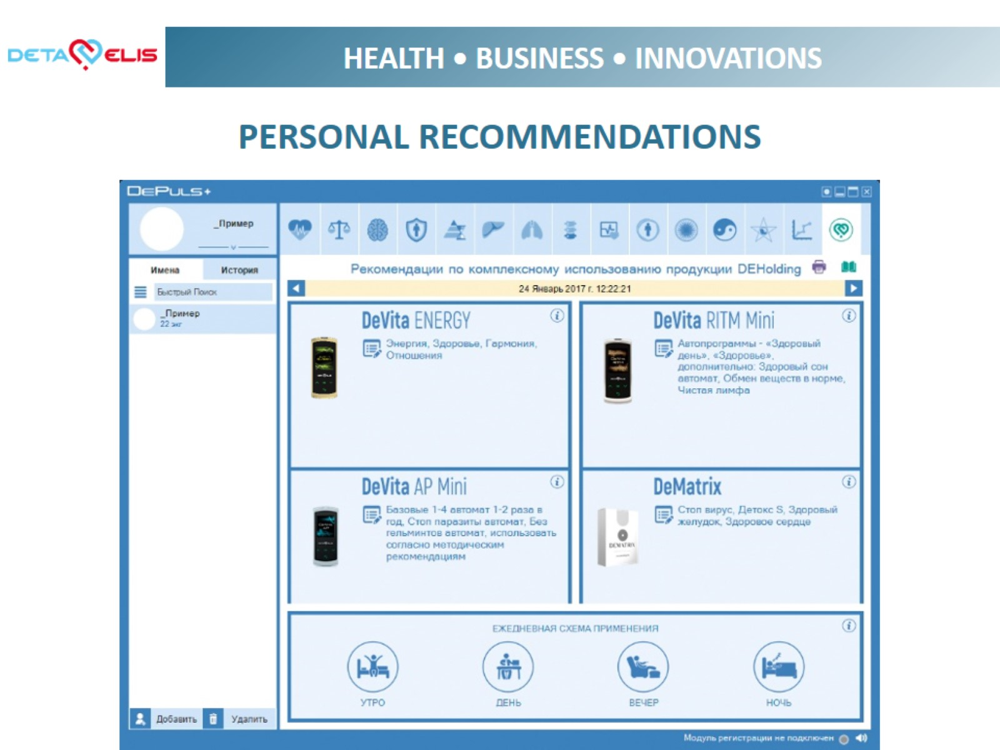 DETA ELIS
HEALTH • BUSINESS • INNOVATIONS
PERSONAL RECOMMENDATIONS
DEPULS+
_Пример
Имена
История
Быстрый Поиск
_Пример
22 экг
Рекомендации по комплексному использованию продукции DEHolding
24 Январь 2017 г. 12:22:21
DeVita ENERGY
Энергия, Здоровье, Гармония,
Отношения
DeVita RITM Mini
Автопрограммы - «Здоровый
день», «Здоровье»,
дополнительно: Здоровый сон
автомат, Обмен веществ в норме,
Чистая лимфа
DeVita AP Mini
Базовые 1-4 автомат 1-2 раза в
год, Стоп паразиты автомат, Без
гельминтов автомат, использовать
согласно методическим
рекомендациям
DeMatrix
Стоп вирус, Детокс S, Здоровый
желудок, Здоровое сердце
DEMATRIX
ЕЖЕДНЕВНАЯ СХЕМА ПРИМЕНЕНИЯ
УТРО
ДЕНЬ
ВЕЧЕР
НОЧЬ
Добавить
Удалить
Модуль регистрации не подключен